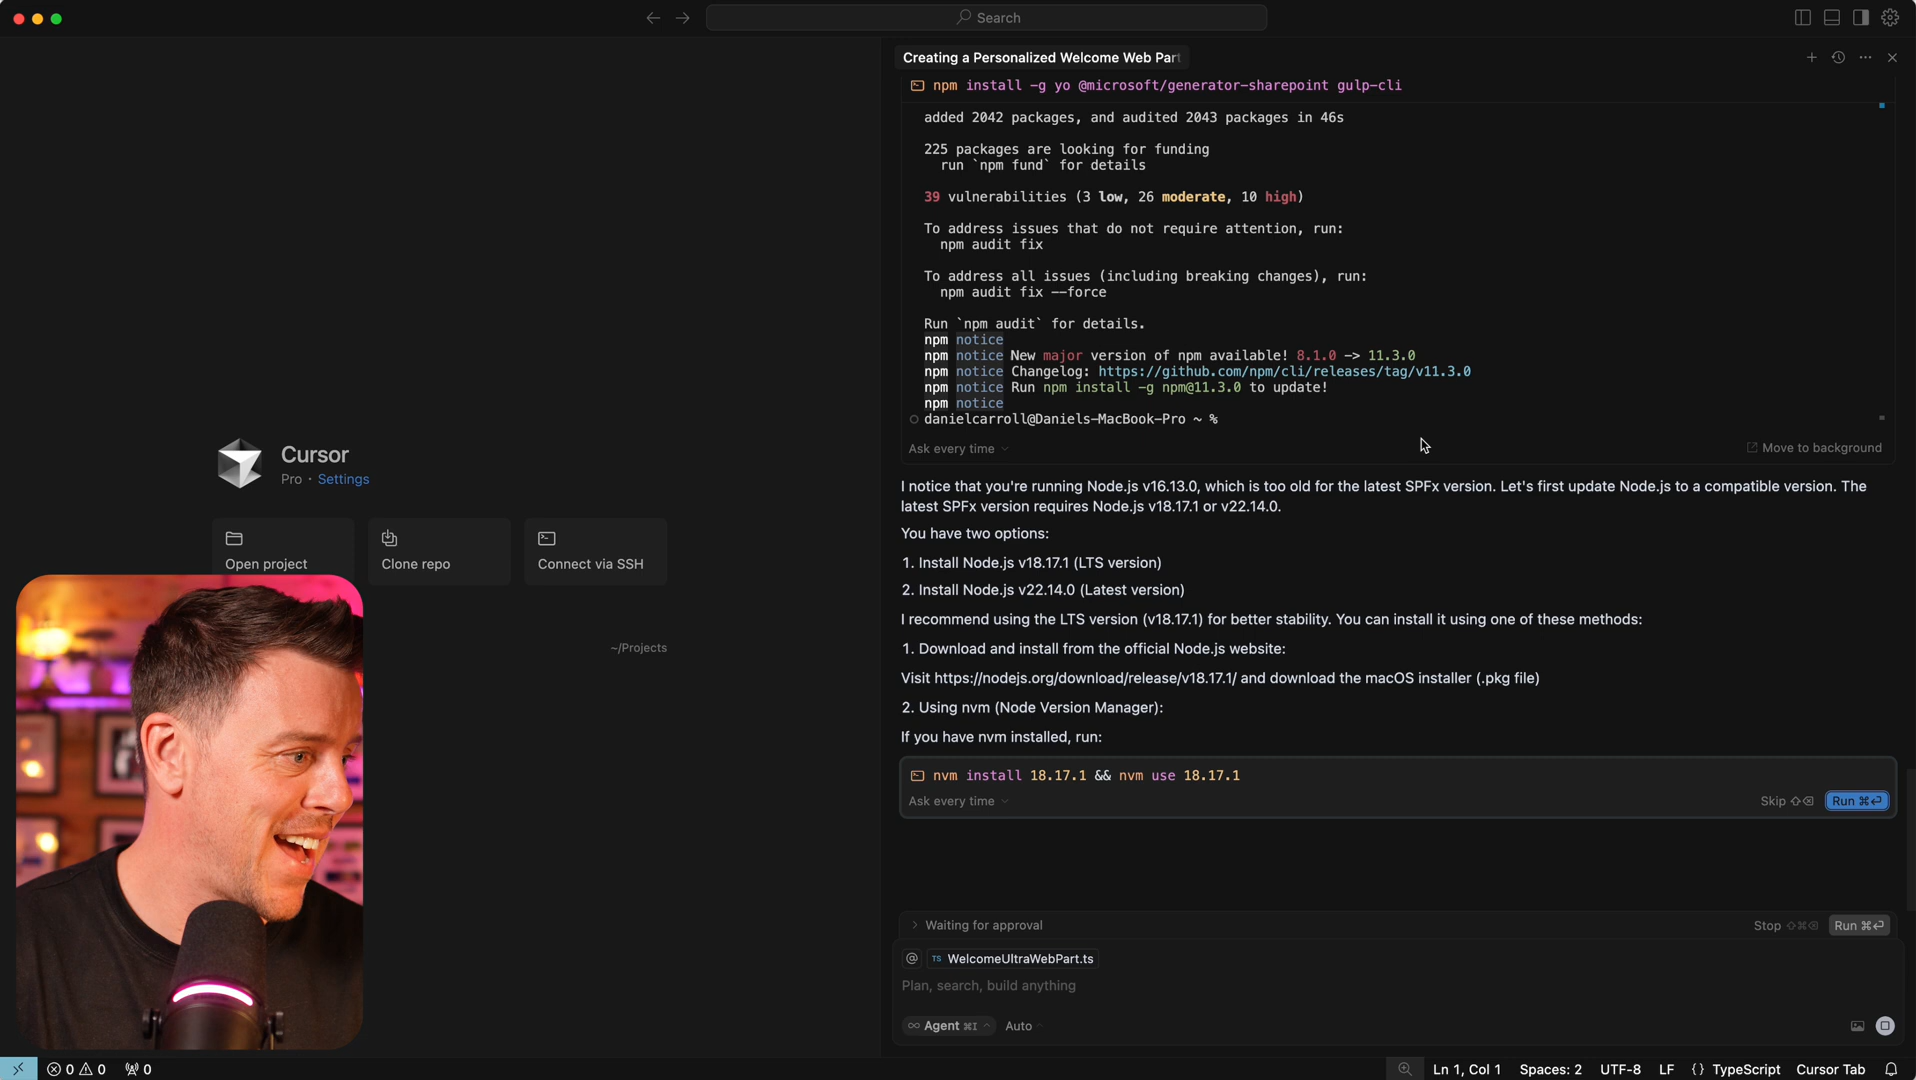 Search
Creating a Personalized Welcome Web Part
npm install -g yo @microsoft/generator-sharepoint gulp-cli
added 2042 packages, and audited 2043 packages in 46s
225 packages are looking for funding
run `npm fund` for details
39 vulnerabilities (3 low, 26 moderate, 10 high)
To address issues that do not require attention, run:
npm audit fix
To address all issues (including breaking changes), run:
npm audit fix --force
Run `npm audit` for details.
npm notice
npm notice New major version of npm available! 8.1.0 -> 11.3.0
npm notice Changelog: https://github.com/npm/cli/releases/tag/v11.3.0
npm notice Run npm install -g npm@11.3.0 to update!
npm notice
danielcarroll@Daniels-MacBook-Pro ~ %
Ask every time
Move to background
Cursor
Pro · Settings
Open project
Clone repo
Connect via SSH
~/Projects
I notice that you're running Node.js v16.13.0, which is too old for the latest SPFx version. Let's first update Node.js to a compatible version. The
latest SPFx version requires Node.js v18.17.1 or v22.14.0.
You have two options:
1. Install Node.js v18.17.1 (LTS version)
2. Install Node.js v22.14.0 (Latest version)
I recommend using the LTS version (v18.17.1) for better stability. You can install it using one of these methods:
1. Download and install from the official Node.js website:
Visit https://nodejs.org/download/release/v18.17.1/ and download the macOS installer (.pkg file)
2. Using nvm (Node Version Manager):
If you have nvm installed, run:
nvm install 18.17.1 && nvm use 18.17.1
Ask every time
Skip ⇧⌫
Run ⌘⏎
Waiting for approval
Stop ⇧⌘⌫
Run ⌘⏎
@ TS WelcomeUltraWebPart.ts
Plan, search, build anything
∞ Agent ⌘I
Auto
0 0 0
Ln 1, Col 1
Spaces: 2
UTF-8
LF
{} TypeScript
Cursor Tab